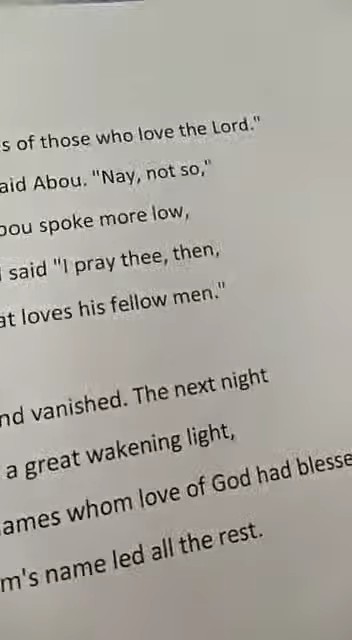 s of those who love the Lord."
aid Abou. "Nay, not so,"
bou spoke more low,
said "I pray thee, then,
at loves his fellow men."
nd vanished. The next night
a great wakening light,
ames whom love of God had blesse
m's name led all the rest.